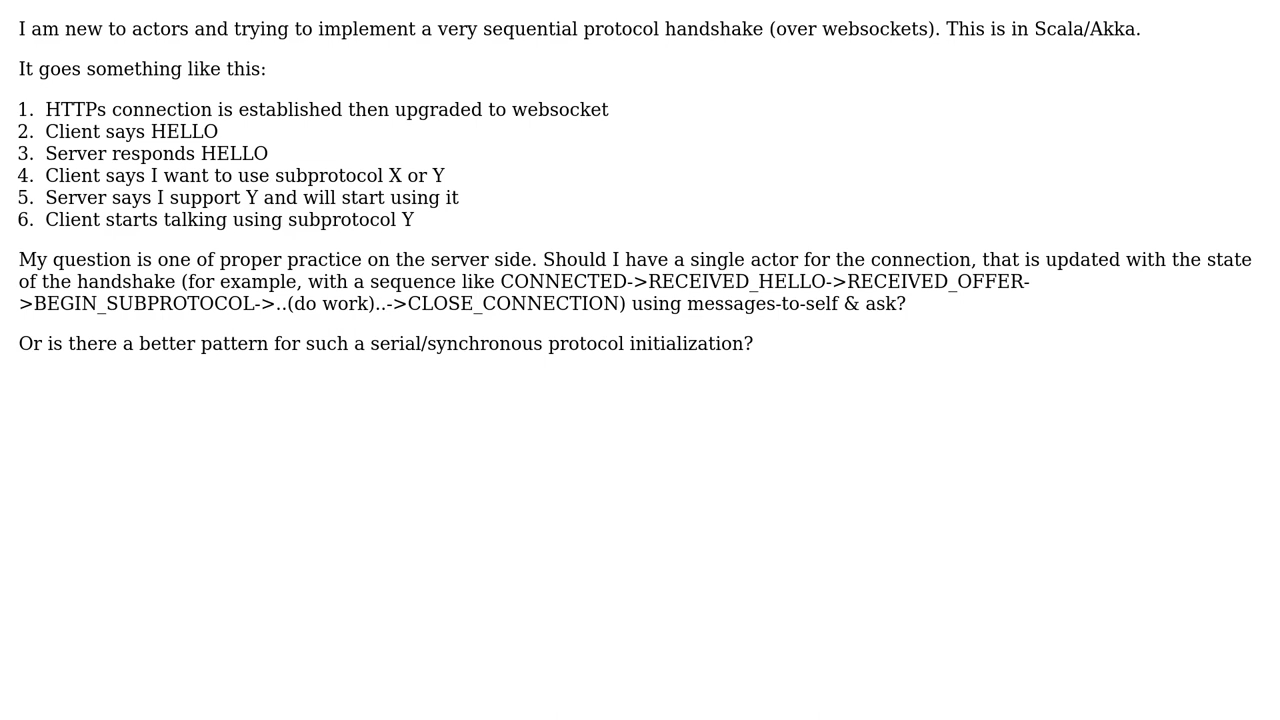 I am new to actors and trying to implement a very sequential protocol handshake (over websockets). This is in Scala/Akka.
It goes something like this:
1. HTTPs connection is established then upgraded to websocket
2. Client says HELLO
3. Server responds HELLO
4. Client says I want to use subprotocol X or Y
5. Server says I support Y and will start using it
6. Client starts talking using subprotocol Y
My question is one of proper practice on the server side. Should I have a single actor for the connection, that is updated with the state
of the handshake (for example, with a sequence like CONNECTED->RECEIVED_HELLO->RECEIVED_OFFER-
>BEGIN_SUBPROTOCOL->..(do work)..->CLOSE_CONNECTION) using messages-to-self & ask?
Or is there a better pattern for such a serial/synchronous protocol initialization?